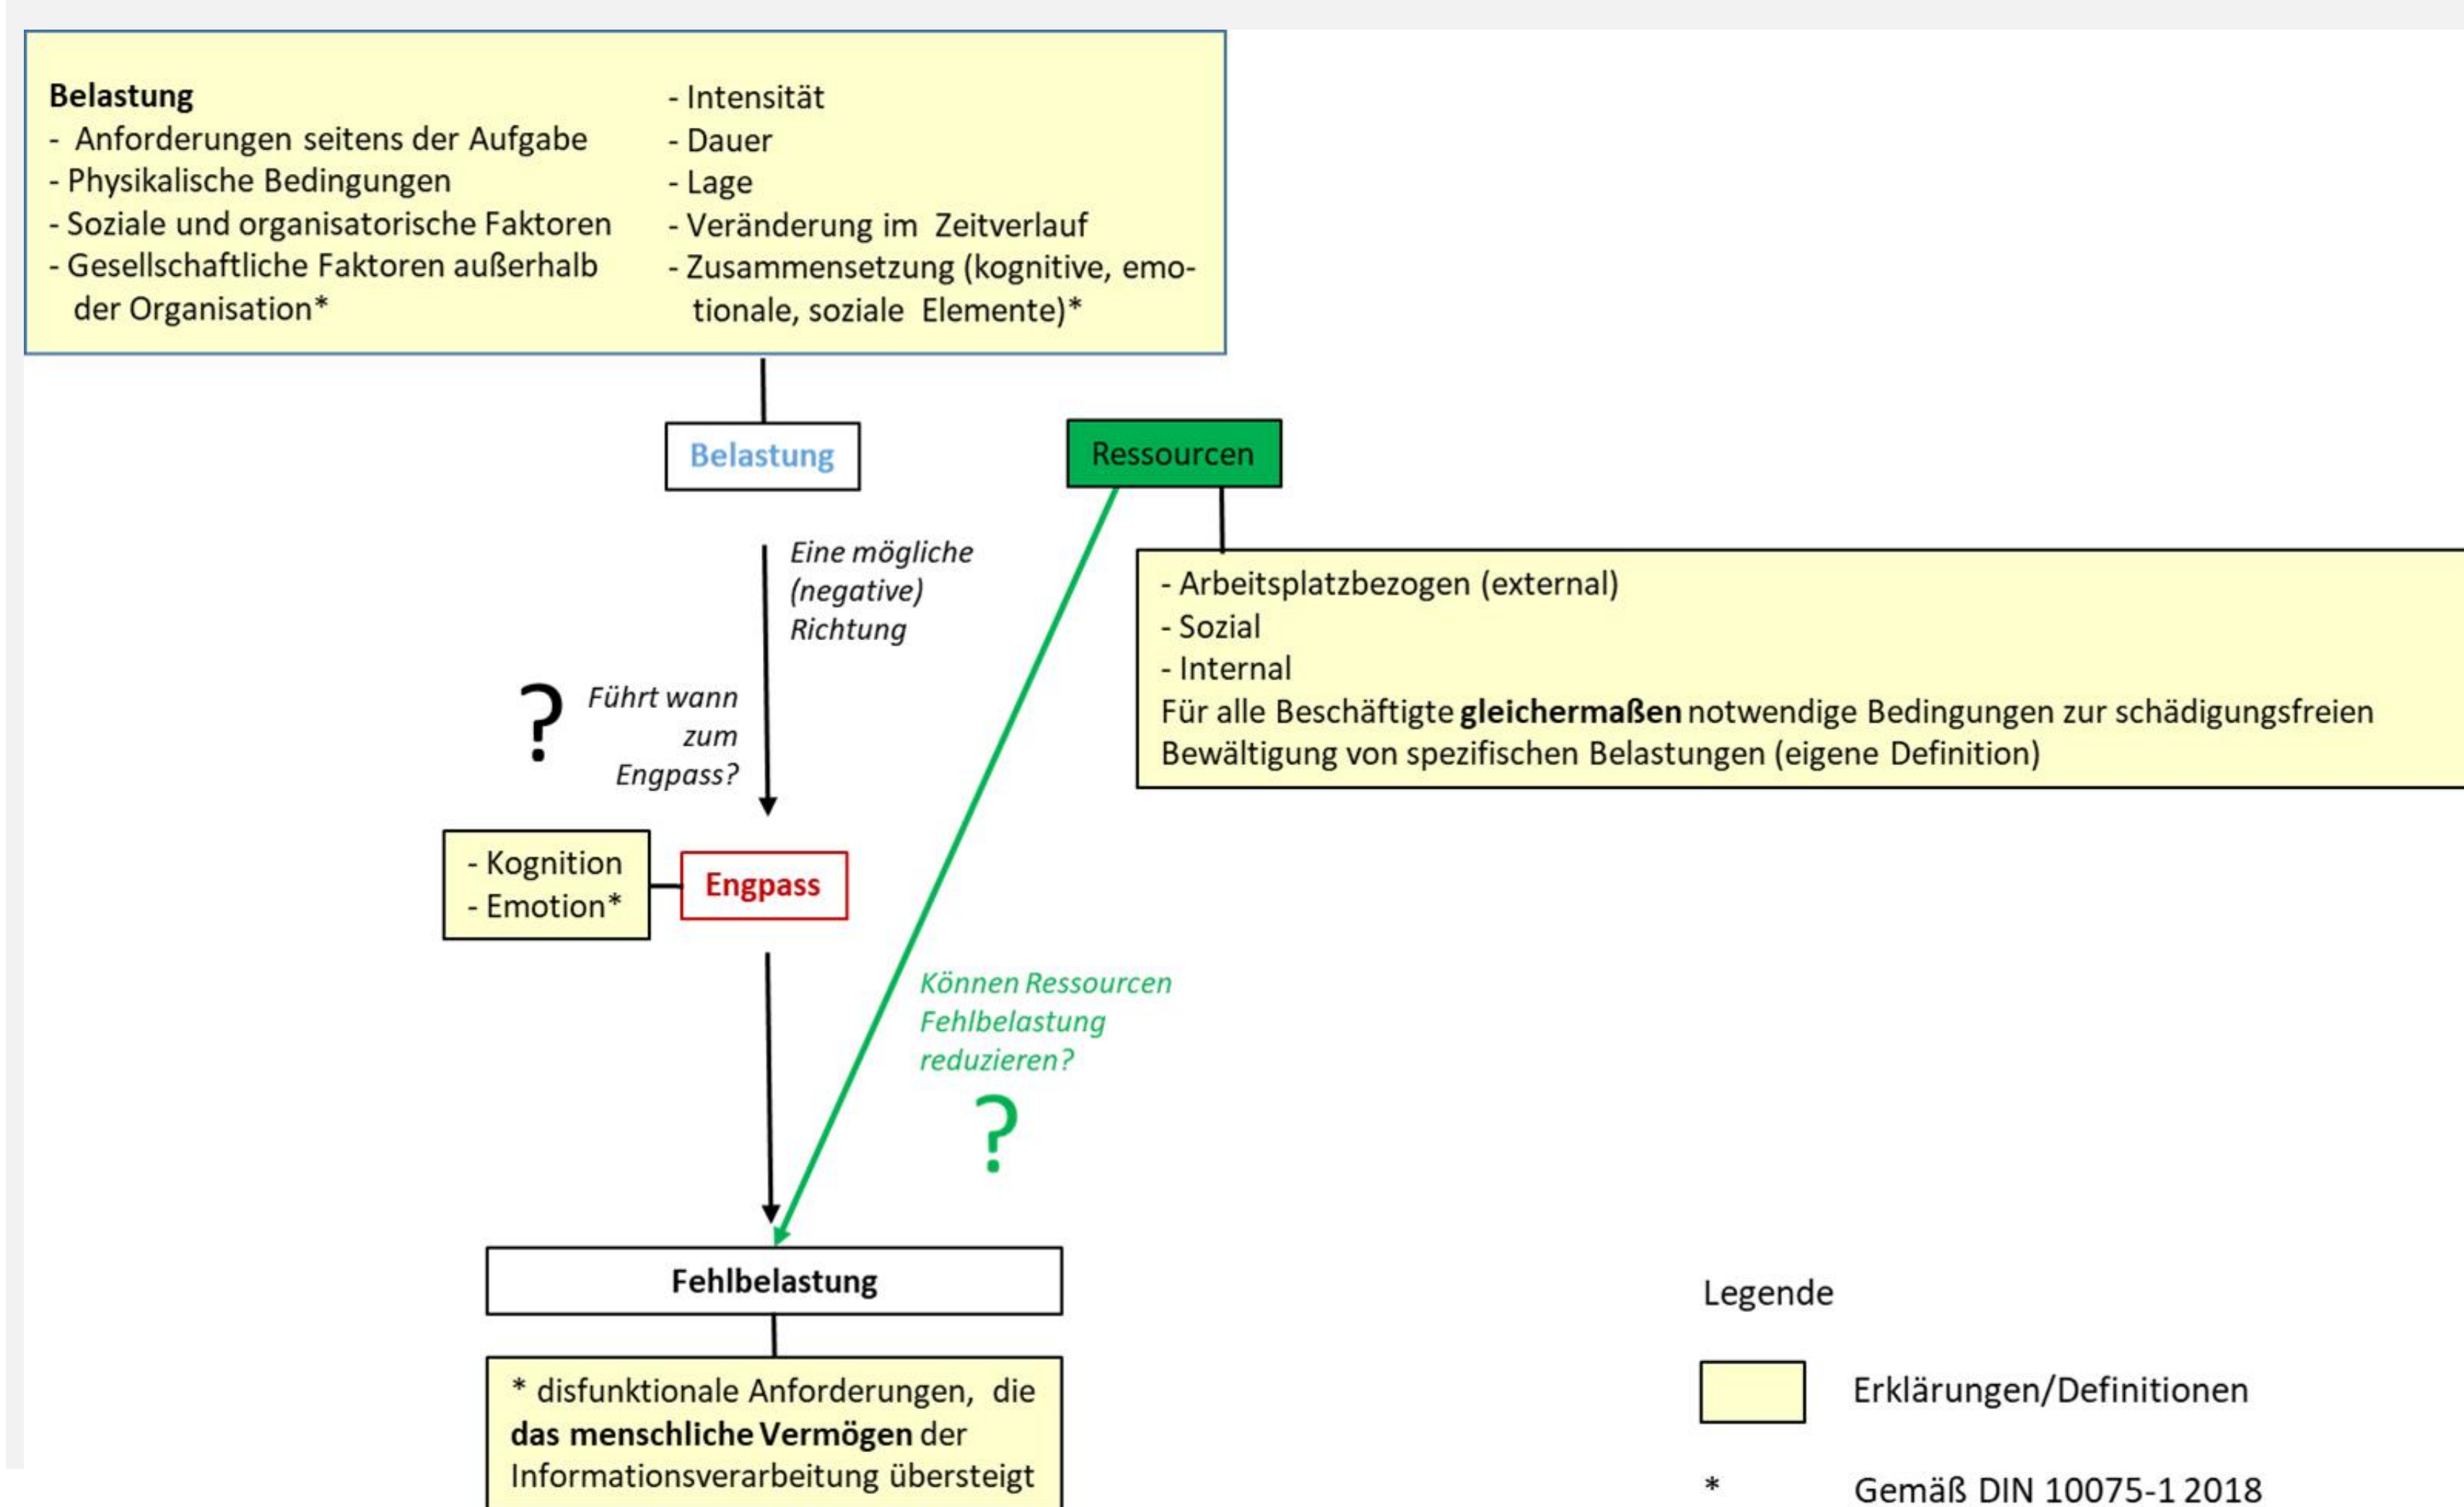 Belastung
- Anforderungen seitens der Aufgabe
- Physikalische Bedingungen
- Soziale und organisatorische Faktoren
- Gesellschaftliche Faktoren außerhalb
der Organisation*
- Intensität
- Dauer
- Lage
- Veränderung im Zeitverlauf
- Zusammensetzung (kognitive, emo-
tionale, soziale Elemente)*
Belastung
Ressourcen
Eine mögliche
(negative)
Richtung
- Arbeitsplatzbezogen (external)
- Sozial
- Internal
Für alle Beschäftigte gleichermaßen notwendige Bedingungen zur schädigungsfreien
Bewältigung von spezifischen Belastungen (eigene Definition)
?
Führt wann
zum
Engpass?
- Kognition
- Emotion*
Engpass
Können Ressourcen
Fehlbelastung
reduzieren?
?
Fehlbelastung
* disfunktionale Anforderungen, die
das menschliche Vermögen der
Informationsverarbeitung übersteigt
Legende
Erklärungen/Definitionen
* Gemäß DIN 10075-1 2018